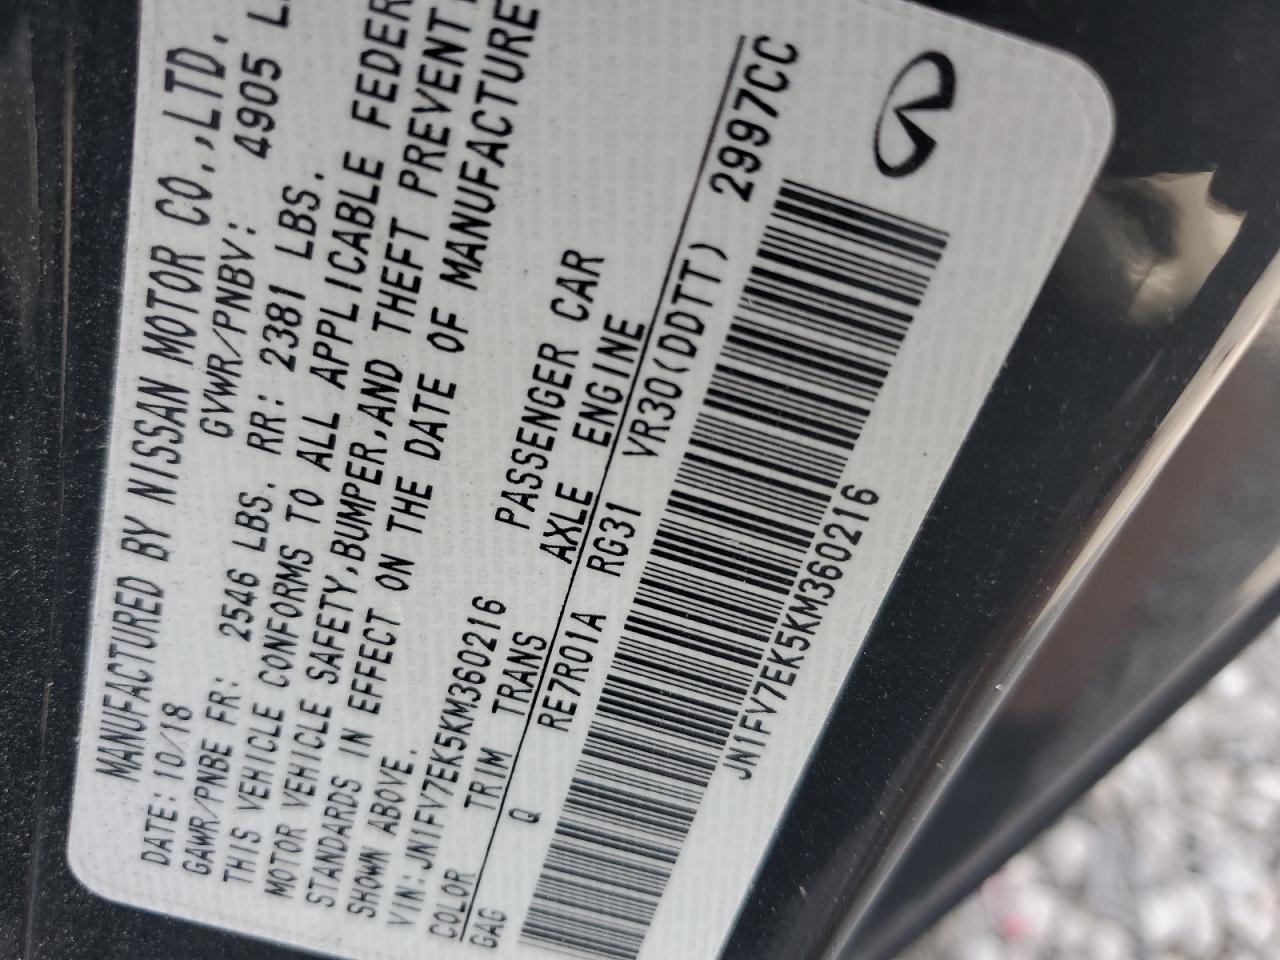 MANUFACTURED BY NISSAN MOTOR CO.,LTD.
DATE: 10/18 GVWR/PNBV: 4905
GAWR/PNBE FR: 2546 LBS. RR: 2381 LBS.
THIS VEHICLE CONFORMS TO ALL APPLICABLE
MOTOR VEHICLE SAFETY,BUMPER,AND THEFT
STANDARDS IN EFFECT ON THE DATE OF MANUFACTURE
SHOWN ABOVE.
VIN: JN1FV7EK5KM360216 PASSENGER CAR
COLOR TRIM TRANS AXLE ENGINE
GAG Q RE7R01A RG31 VR30(DDTT) 2997CC
JN1FV7EK5KM360216